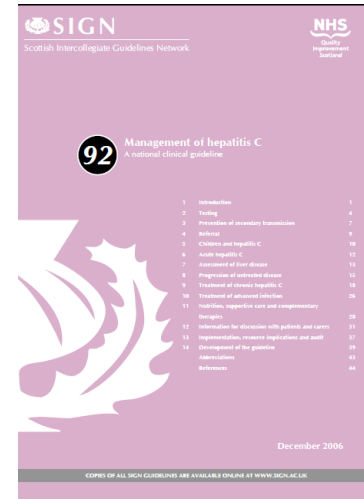 SIGN
Scottish Intercollegiate Guidelines Network
NHS
Quality
Improvement
Scotland
92
Management of hepatitis C
A national clinical guideline
1 Introduction 1
2 Testing 4
3 Prevention of secondary transmission 7
4 Referral 9
5 Children and hepatitis C 10
6 Acute hepatitis C 12
7 Assessment of liver disease 13
8 Progression of untreated disease 15
9 Treatment of chronic hepatitis C 18
10 Treatment of advanced infection 26
11 Nutrition, supportive care and complementary
therapies 28
12 Information for discussion with patients and carers 31
13 Implementation, resource implications and audit 37
14 Development of the guideline 39
Abbreviations 43
References 44
December 2006
COPIES OF ALL SIGN GUIDELINES ARE AVAILABLE ONLINE AT WWW.SIGN.AC.UK